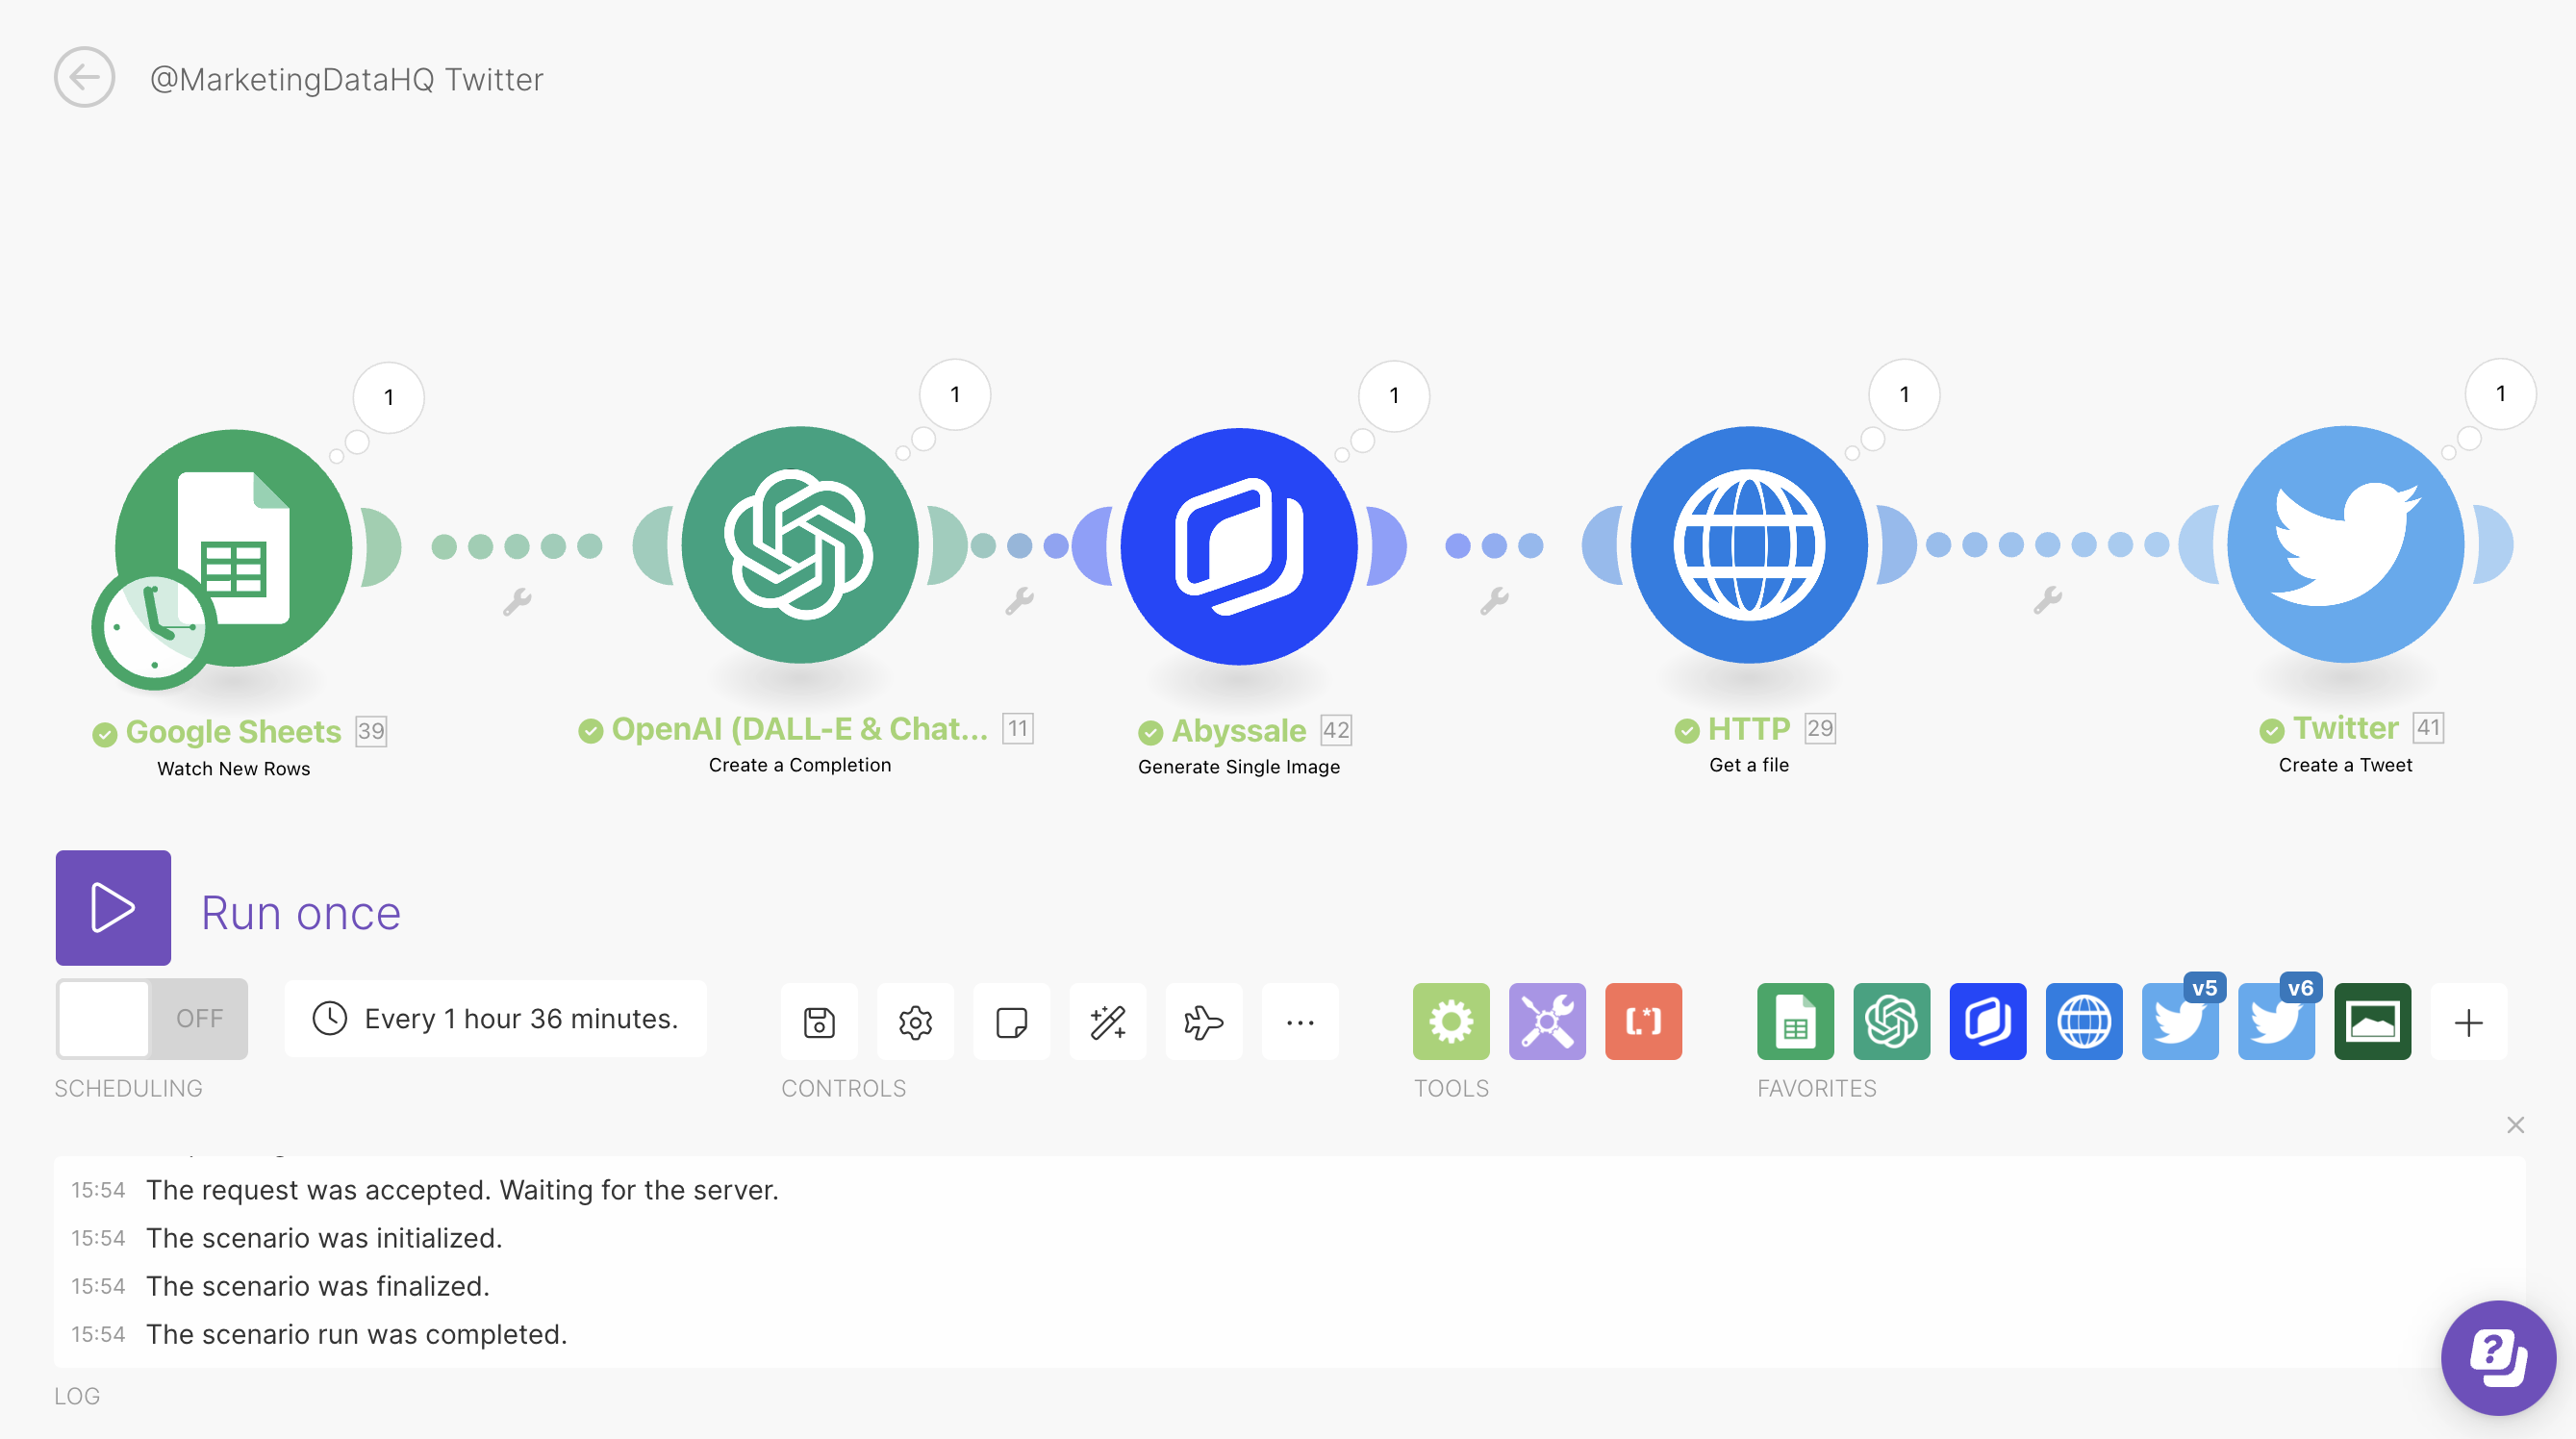 @MarketingDataHQ Twitter
1
1
1
1
1
Google Sheets 39
Watch New Rows
OpenAI (DALL-E & Chat... 11
Create a Completion
Abyssale 42
Generate Single Image
HTTP 29
Get a file
Twitter 41
Create a Tweet
Run once
OFF
Every 1 hour 36 minutes.
...
[.*]
v5
v6
SCHEDULING
CONTROLS
TOOLS
FAVORITES
15:54 The request was accepted. Waiting for the server.
15:54 The scenario was initialized.
15:54 The scenario was finalized.
15:54 The scenario run was completed.
LOG
?